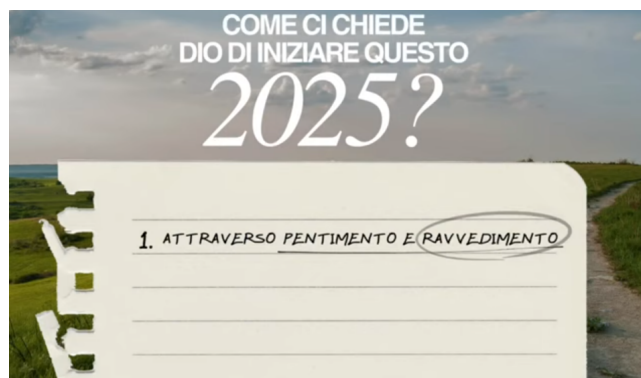 COME CI CHIEDE
DIO DI INIZIARE QUESTO
2025?
1. ATTRAVERSO PENTIMENTO E RAVVEDIMENTO